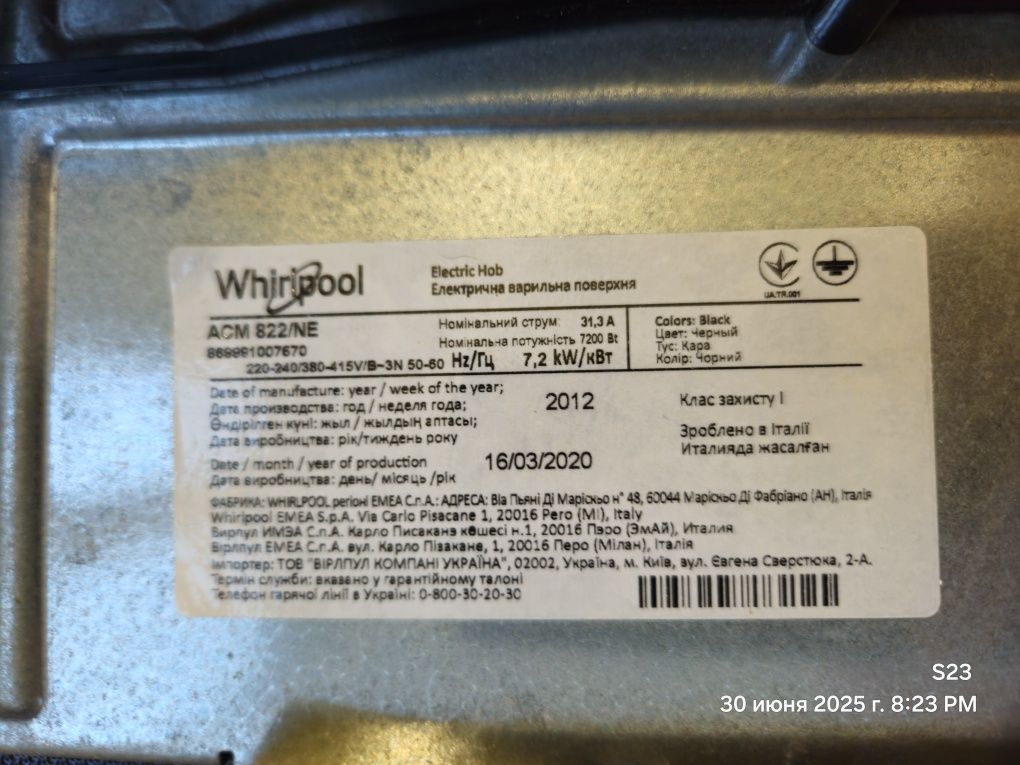 Whirlpool
Electric Hob
Електрична варильна поверхня
UA.TR.001
ACM 822/NE
869991007670
220-240/380-415V/В~3N 50-60 Hz/Гц 7,2 kW/кВт
Номінальний струм: 31,3 А
Номінальна потужність 7200 Вt
Colors: Black
Цвет: Черный
Түс: Қара
Колір: Чорний
Date of manufacture: year / week of the year;
Дата производства: год / неделя года;
Өндірілген күні: жыл / жылдың аптасы;
Дата виробництва: рік/тиждень року
2012
Клас захисту I
Зроблено в Італії
Италияда жасалған
Date / month / year of production
Дата виробництва: день/ місяць /рік
16/03/2020
ФАБРИКА: WHIRLPOOL регіоні EMEA С.п.А.: АДРЕСА: Віа Пьяні Ді Маріскьо н° 48, 60044 Маріскьо Ді Фабріано (АН), Італія
Whirlpool EMEA S.p.A. Via Carlo Pisacane 1, 20016 Pero (MI), Italy
Вирпул ИМЭА С.п.А. Карло Писаканэ көшесі н.1, 20016 Пэро (ЭмАй), Италия
Вірлпул EMEA С.п.А. вул. Карло Пізакане, 1, 20016 Перо (Мілан), Італія
Імпортер: ТОВ "ВІРЛПУЛ КОМПАНІ УКРАЇНА", 02002, Україна, м. Київ, вул. Євгена Сверстюка, 2-А.
Термін служби: вказано у гарантійному талоні
Телефон гарячої лінії в Україні: 0-800-30-20-30
S23
30 июня 2025 г. 8:23 PM